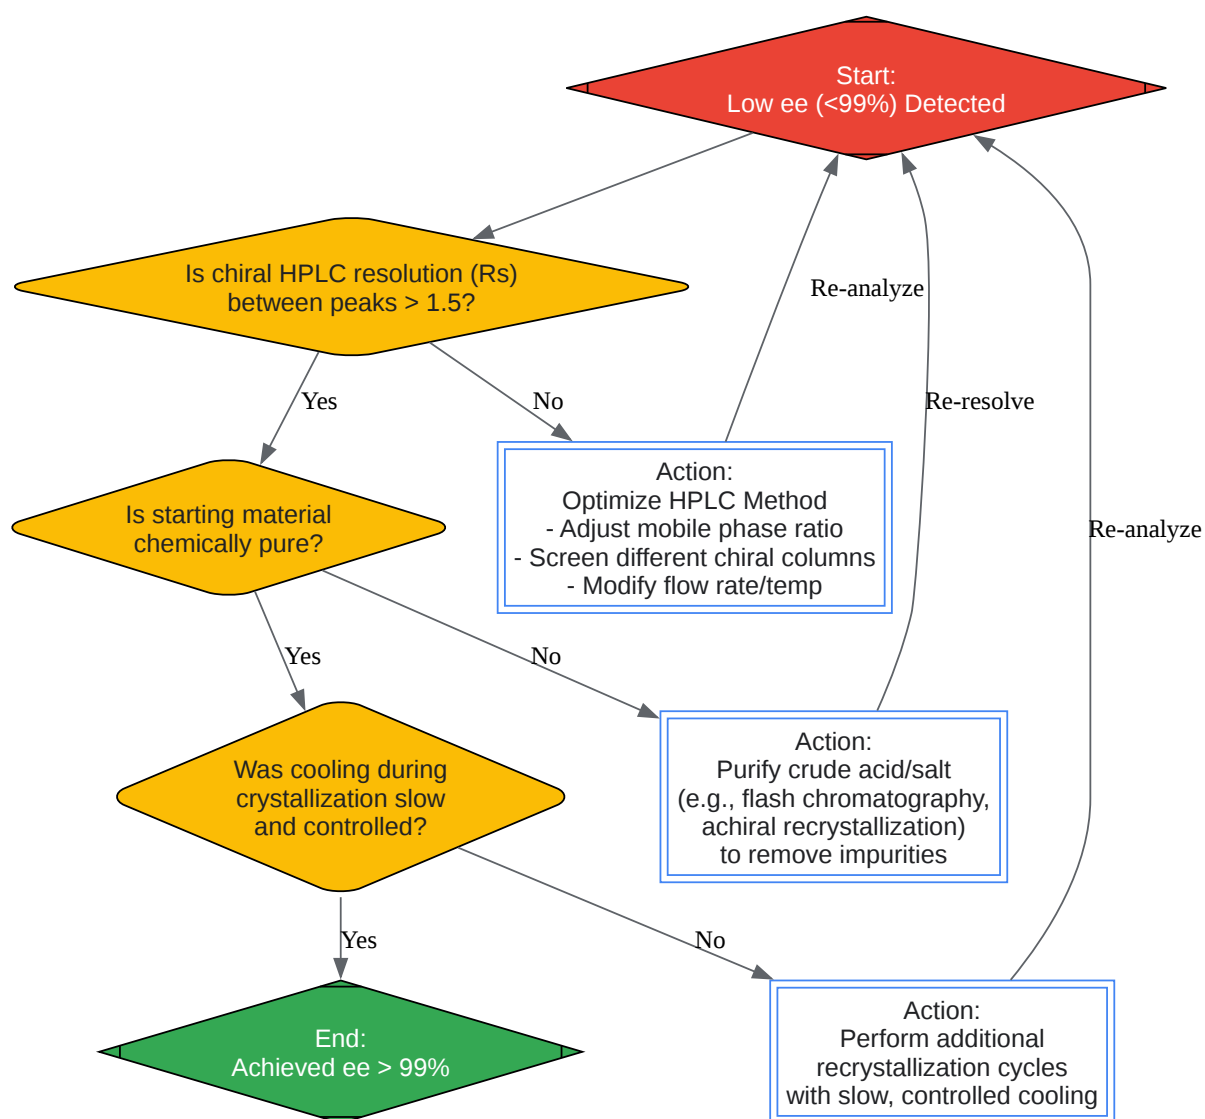 Start:
Low ee (<99%) Detected
Is chiral HPLC resolution (Rs)
between peaks > 1.5?
Re-analyze
Yes
No
Re-resolve
Action:
Optimize HPLC Method
- Adjust mobile phase ratio
- Screen different chiral columns
- Modify flow rate/temp
Is starting material
chemically pure?
Re-analyze
Yes
No
Action:
Purify crude acid/salt
(e.g., flash chromatography,
achiral recrystallization)
to remove impurities
Was cooling during
crystallization slow
and controlled?
Yes
No
End:
Achieved ee > 99%
Action:
Perform additional
recrystallization cycles
with slow, controlled cooling